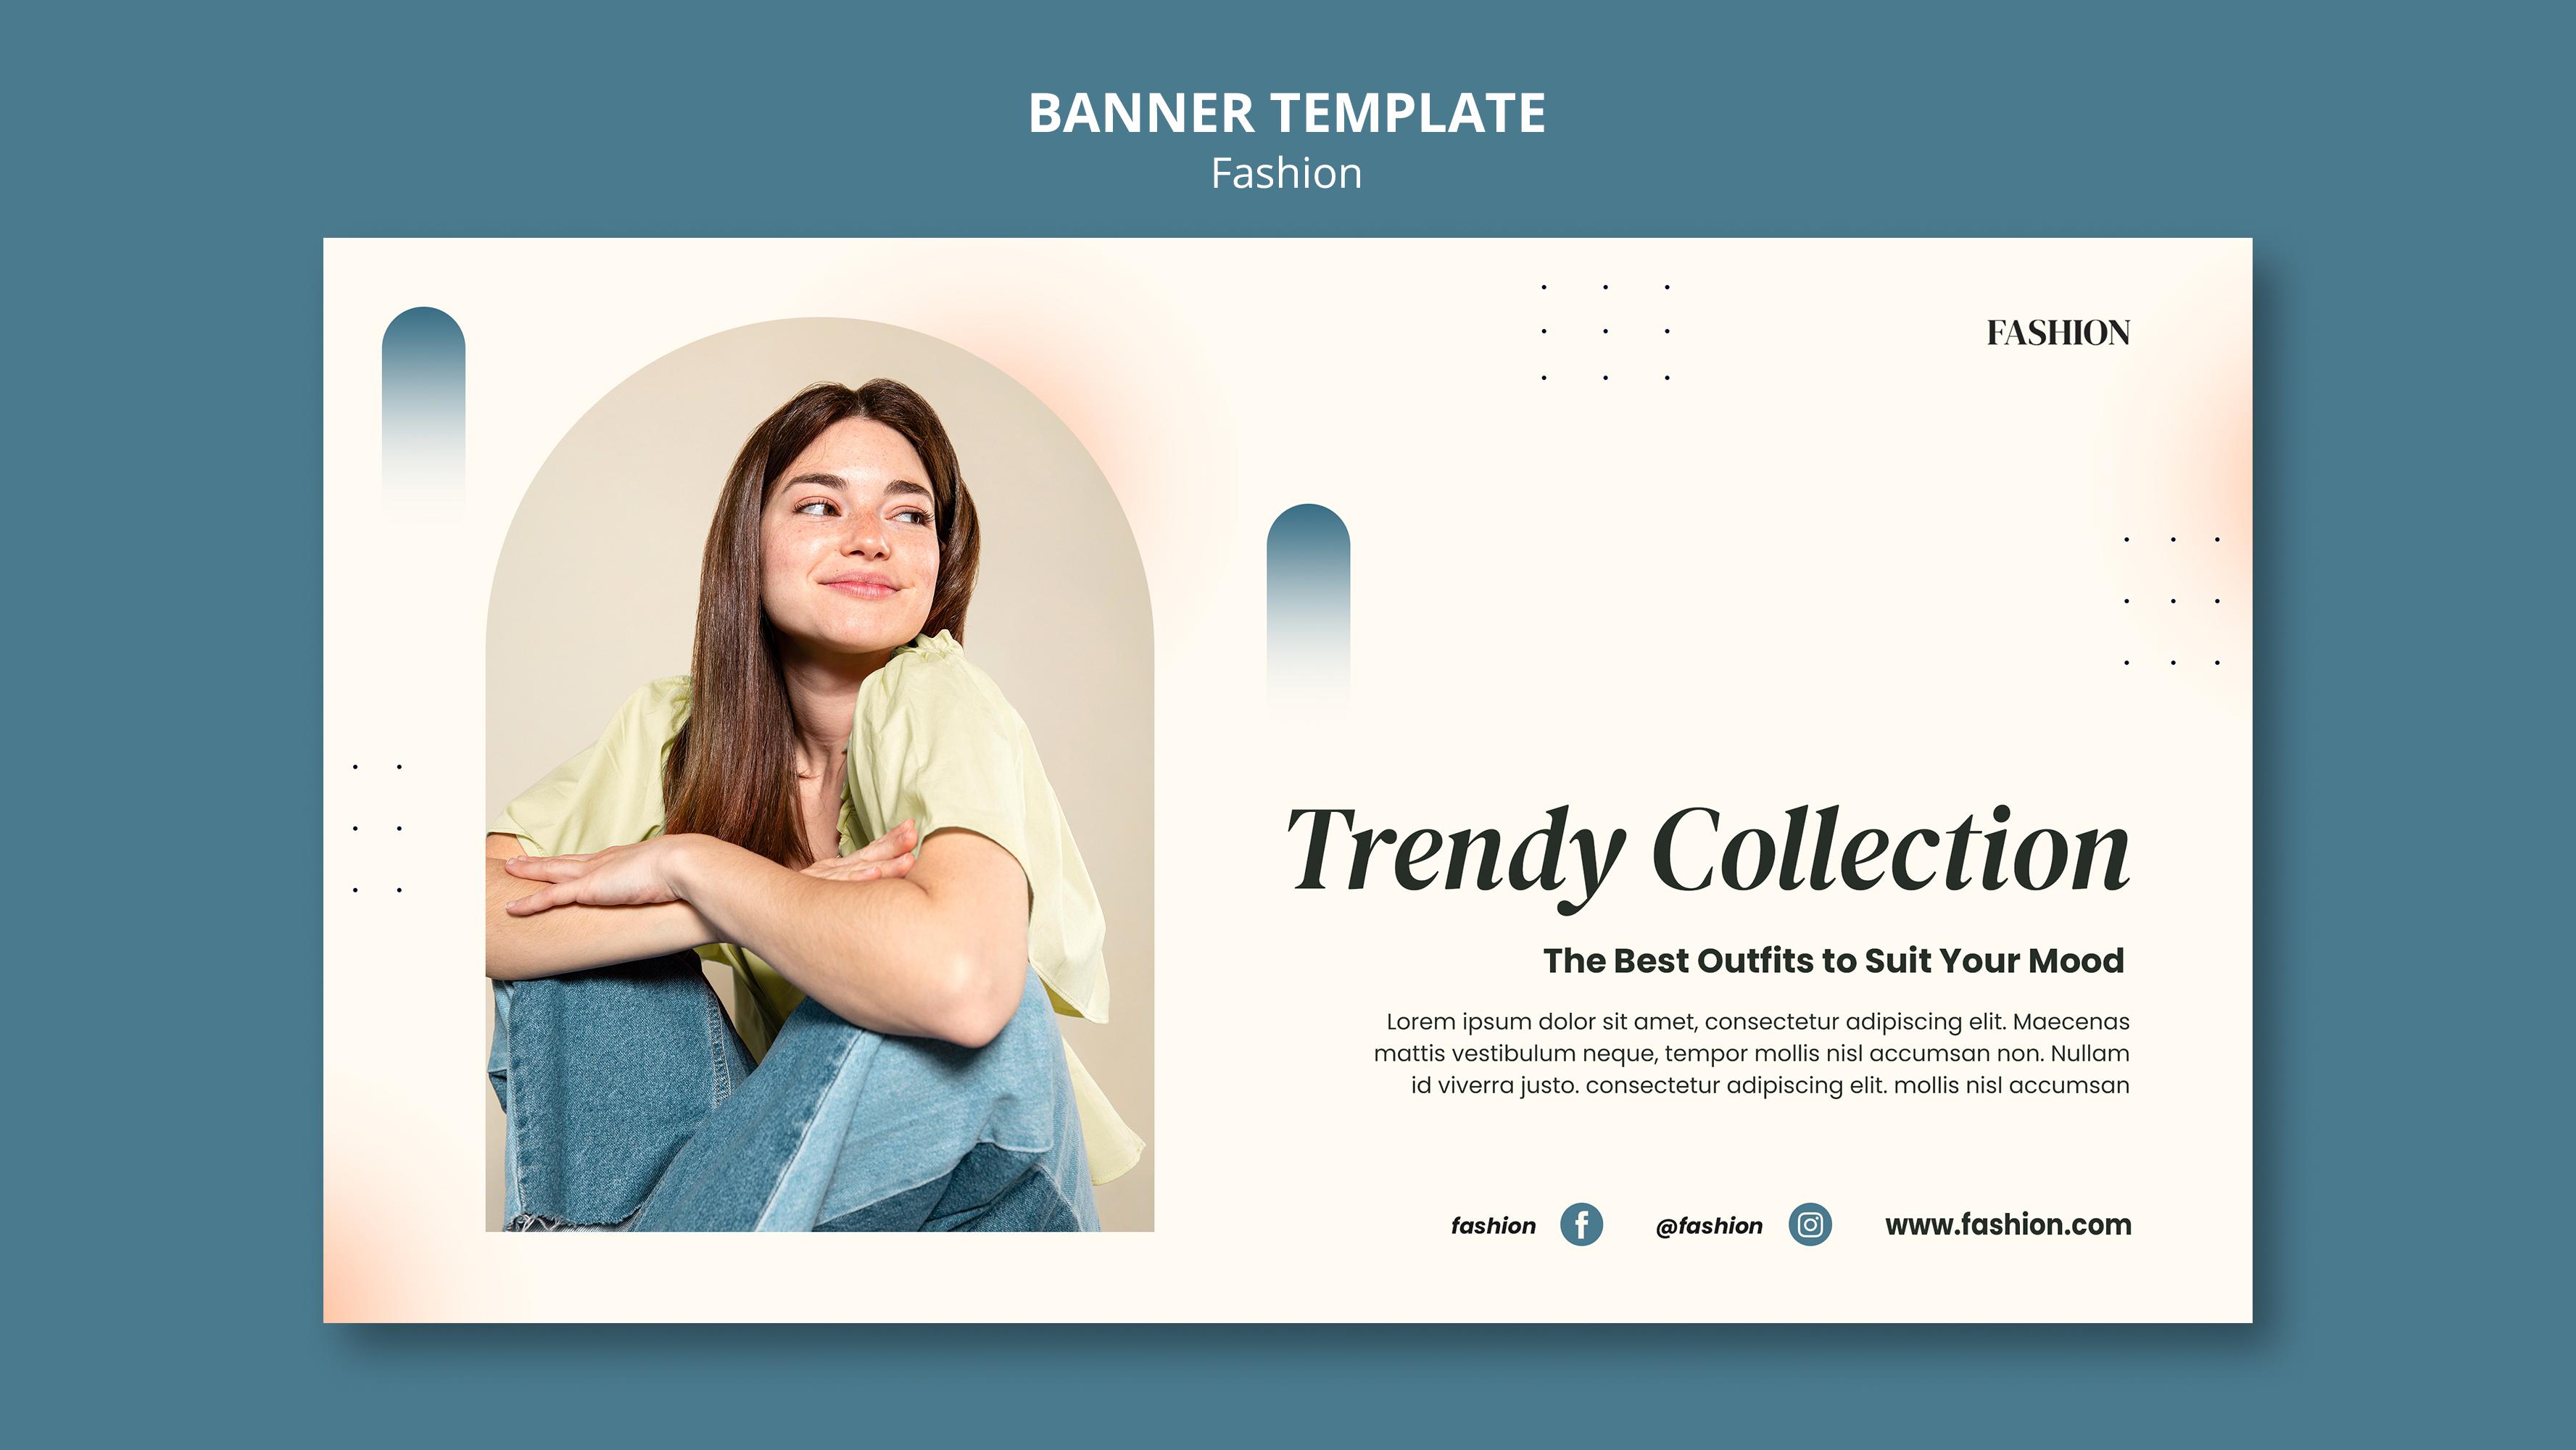 BANNER TEMPLATE
Fashion
FASHION
Trendy Collection
The Best Outfits to Suit Your Mood
Lorem ipsum dolor sit amet, consectetur adipiscing elit. Maecenas
mattis vestibulum neque, tempor mollis nisl accumsan non. Nullam
id viverra justo. consectetur adipiscing elit. mollis nisl accumsan
fashion @fashion www.fashion.com